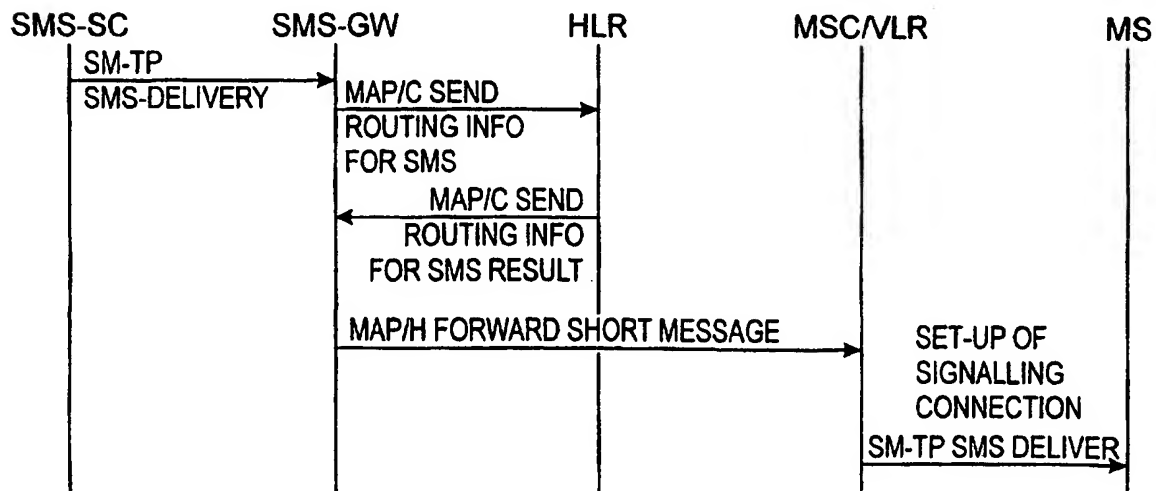 SMS-SC SMS-GW HLR MSC/VLR MS
SM-TP
SMS-DELIVERY
MAP/C SEND
ROUTING INFO
FOR SMS
MAP/C SEND
ROUTING INFO
FOR SMS RESULT
MAP/H FORWARD SHORT MESSAGE
SET-UP OF
SIGNALLING
CONNECTION
SM-TP SMS DELIVER